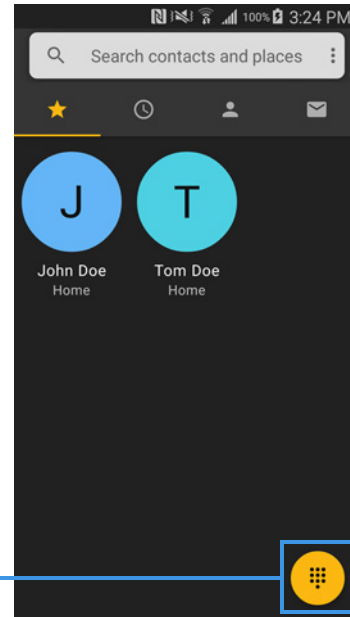 100% 3:24 PM
Search contacts and places
J T
John Doe Tom Doe
Home Home